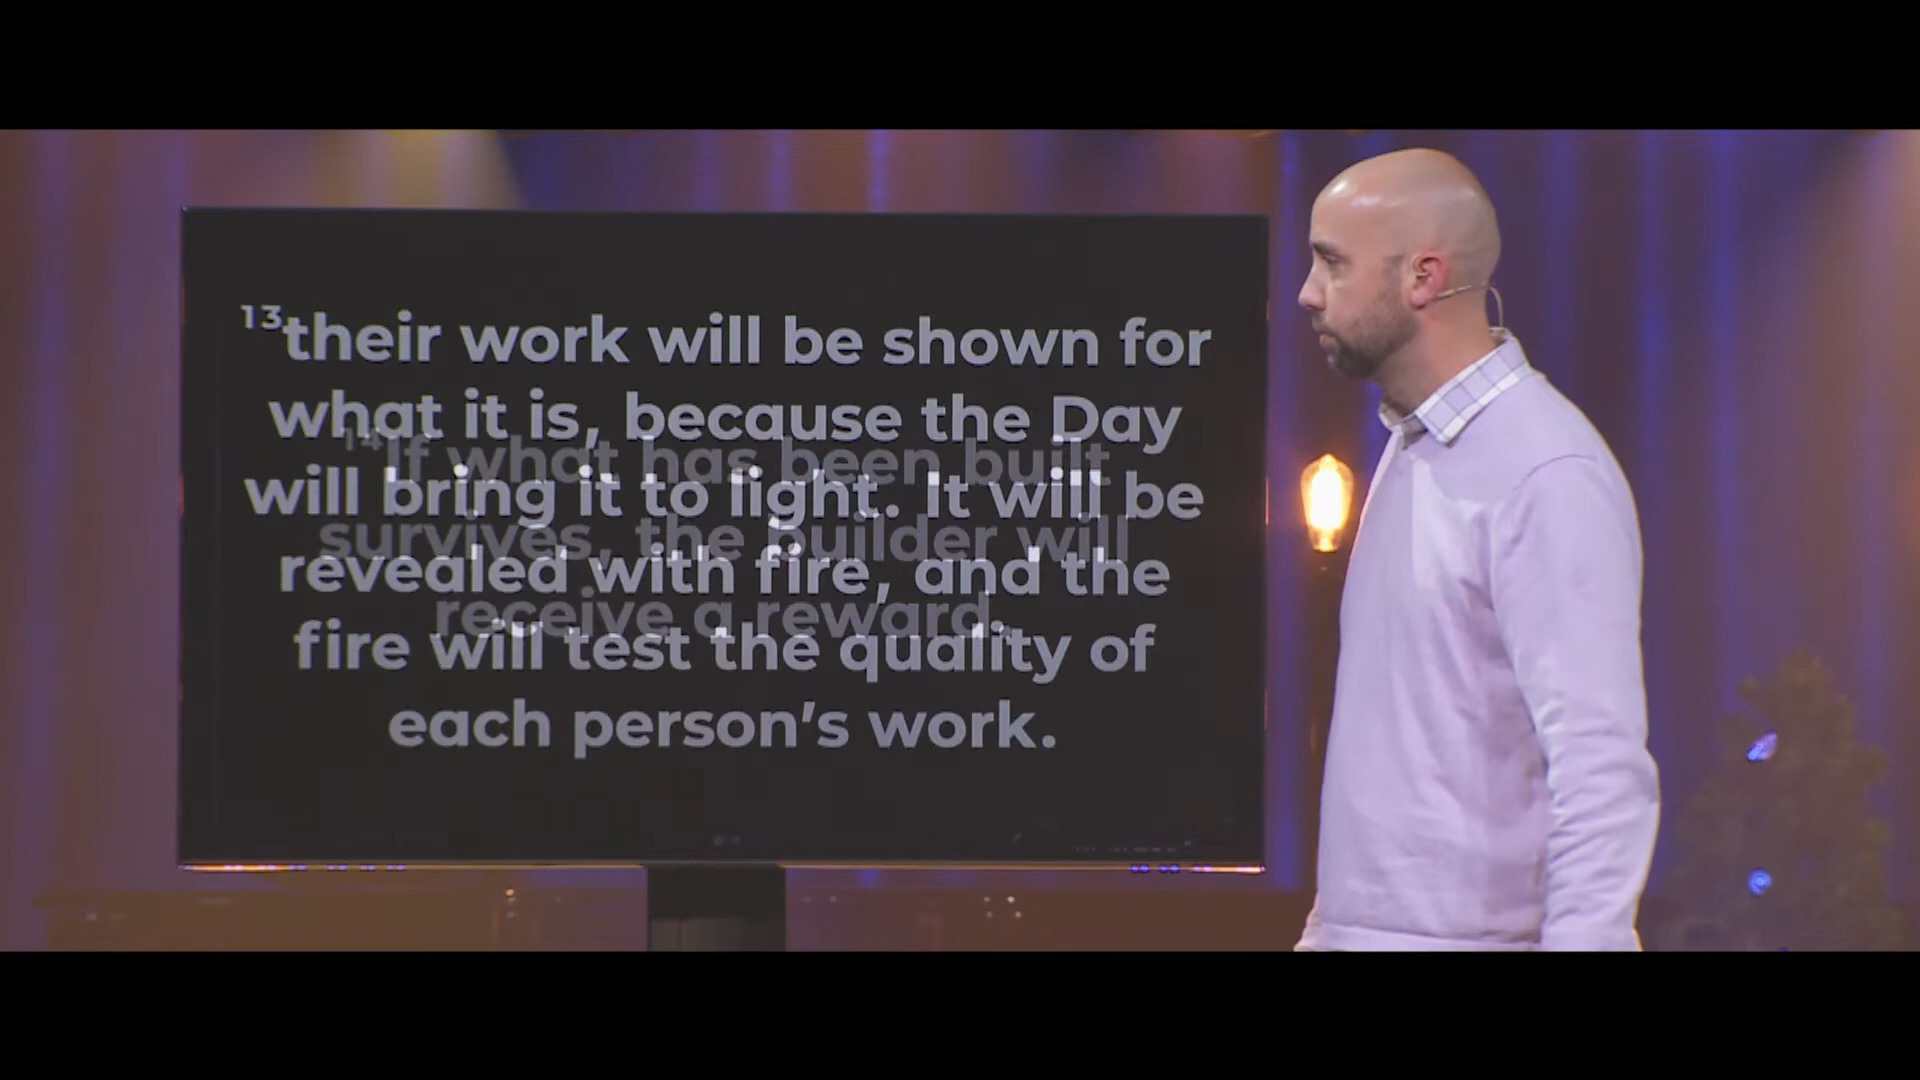 13their work will be shown for
what it is, because the Day
will bring it to light. It will be
revealed with fire, and the
fire will test the quality of
each person's work.
14If what has been built
survives, the builder will
receive a reward.